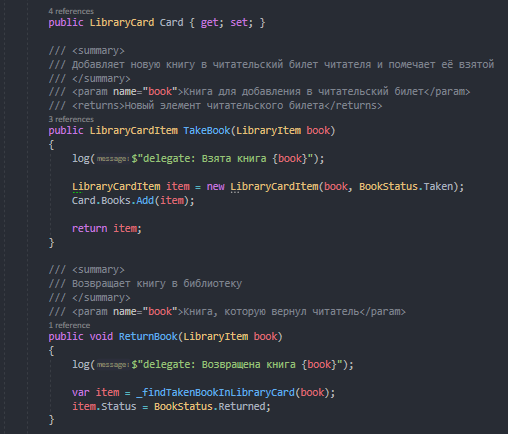 4 references
public LibraryCard Card { get; set; }
/// <summary>
/// Добавляет новую книгу в читательский билет читателя и помечает её взятой
/// </summary>
/// <param name="book">Книга для добавления в читательский билет</param>
/// <returns>Новый элемент читательского билета</returns>
3 references
public LibraryCardItem TakeBook(LibraryItem book)
{
log(message:$"delegate: Взята книга {book}");
LibraryCardItem item = new LibraryCardItem(book, BookStatus.Taken);
Card.Books.Add(item);
return item;
}
/// <summary>
/// Возвращает книгу в библиотеку
/// </summary>
/// <param name="book">Книга, которую вернул читатель</param>
1 reference
public void ReturnBook(LibraryItem book)
{
log(message:$"delegate: Возвращена книга {book}");
var item = _findTakenBookInLibraryCard(book);
item.Status = BookStatus.Returned;
}